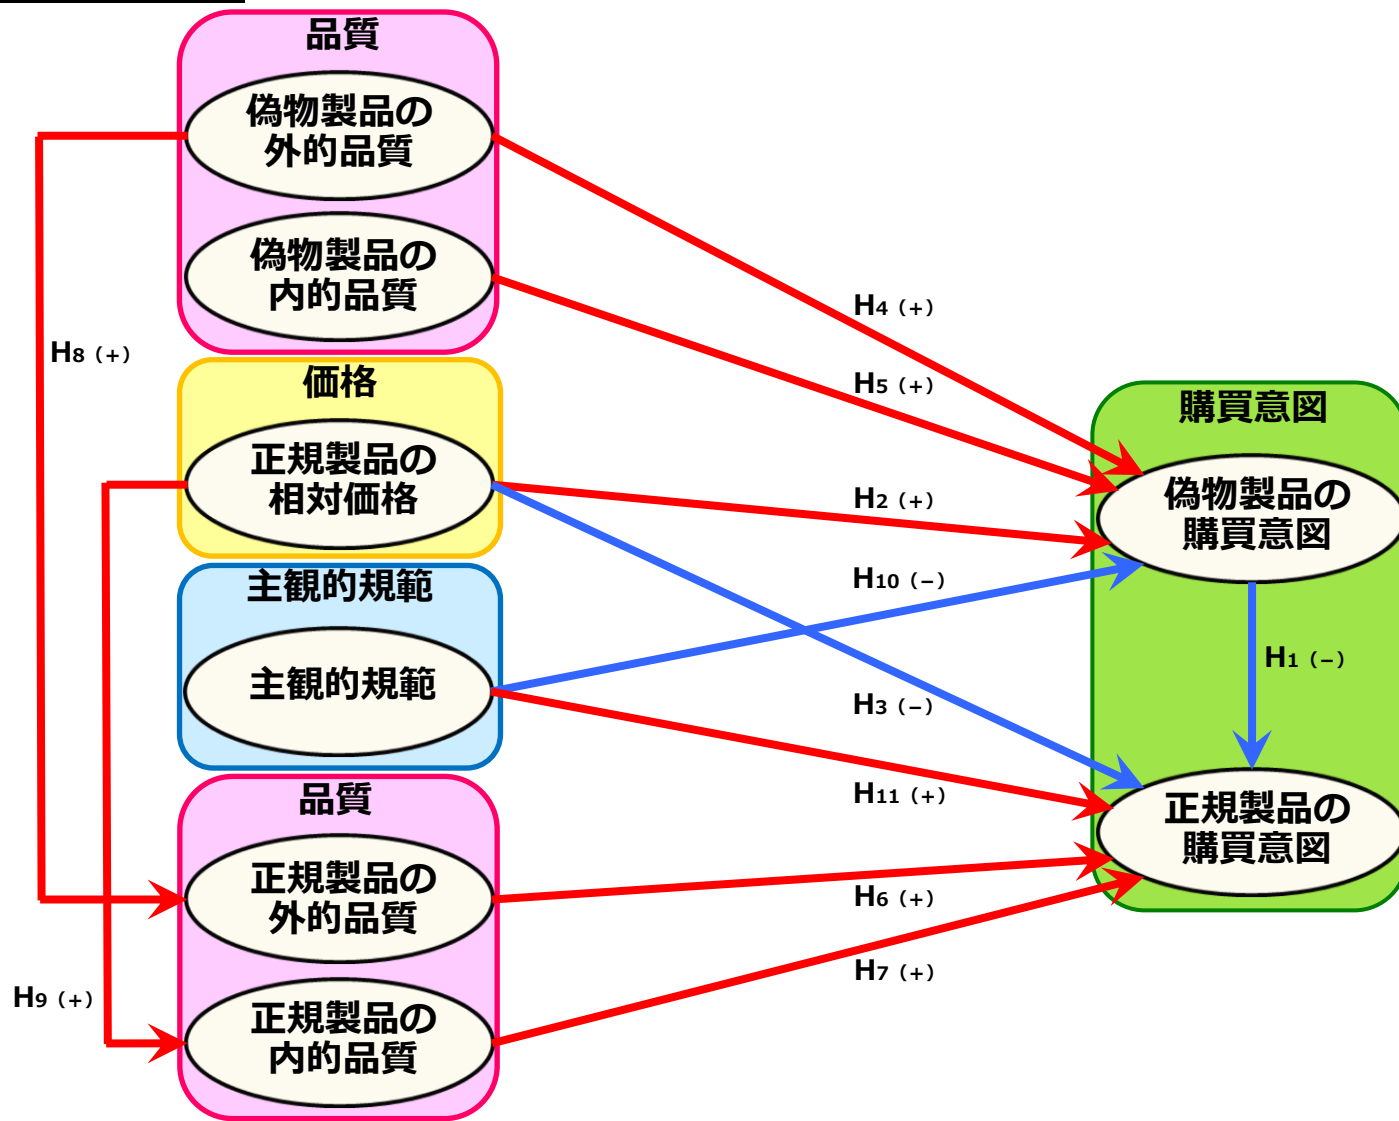 品質
偽物製品の
外的品質
偽物製品の
内的品質
H4（+）
H8（+）
H5（+）
価格
正規製品の
相対価格
購買意図
偽物製品の
購買意図
H2（+）
H10（−）
主観的規範
主観的規範
H1（−）
H3（−）
H11（+）
品質
正規製品の
外的品質
正規製品の
購買意図
H6（+）
H7（+）
H9（+）
正規製品の
内的品質